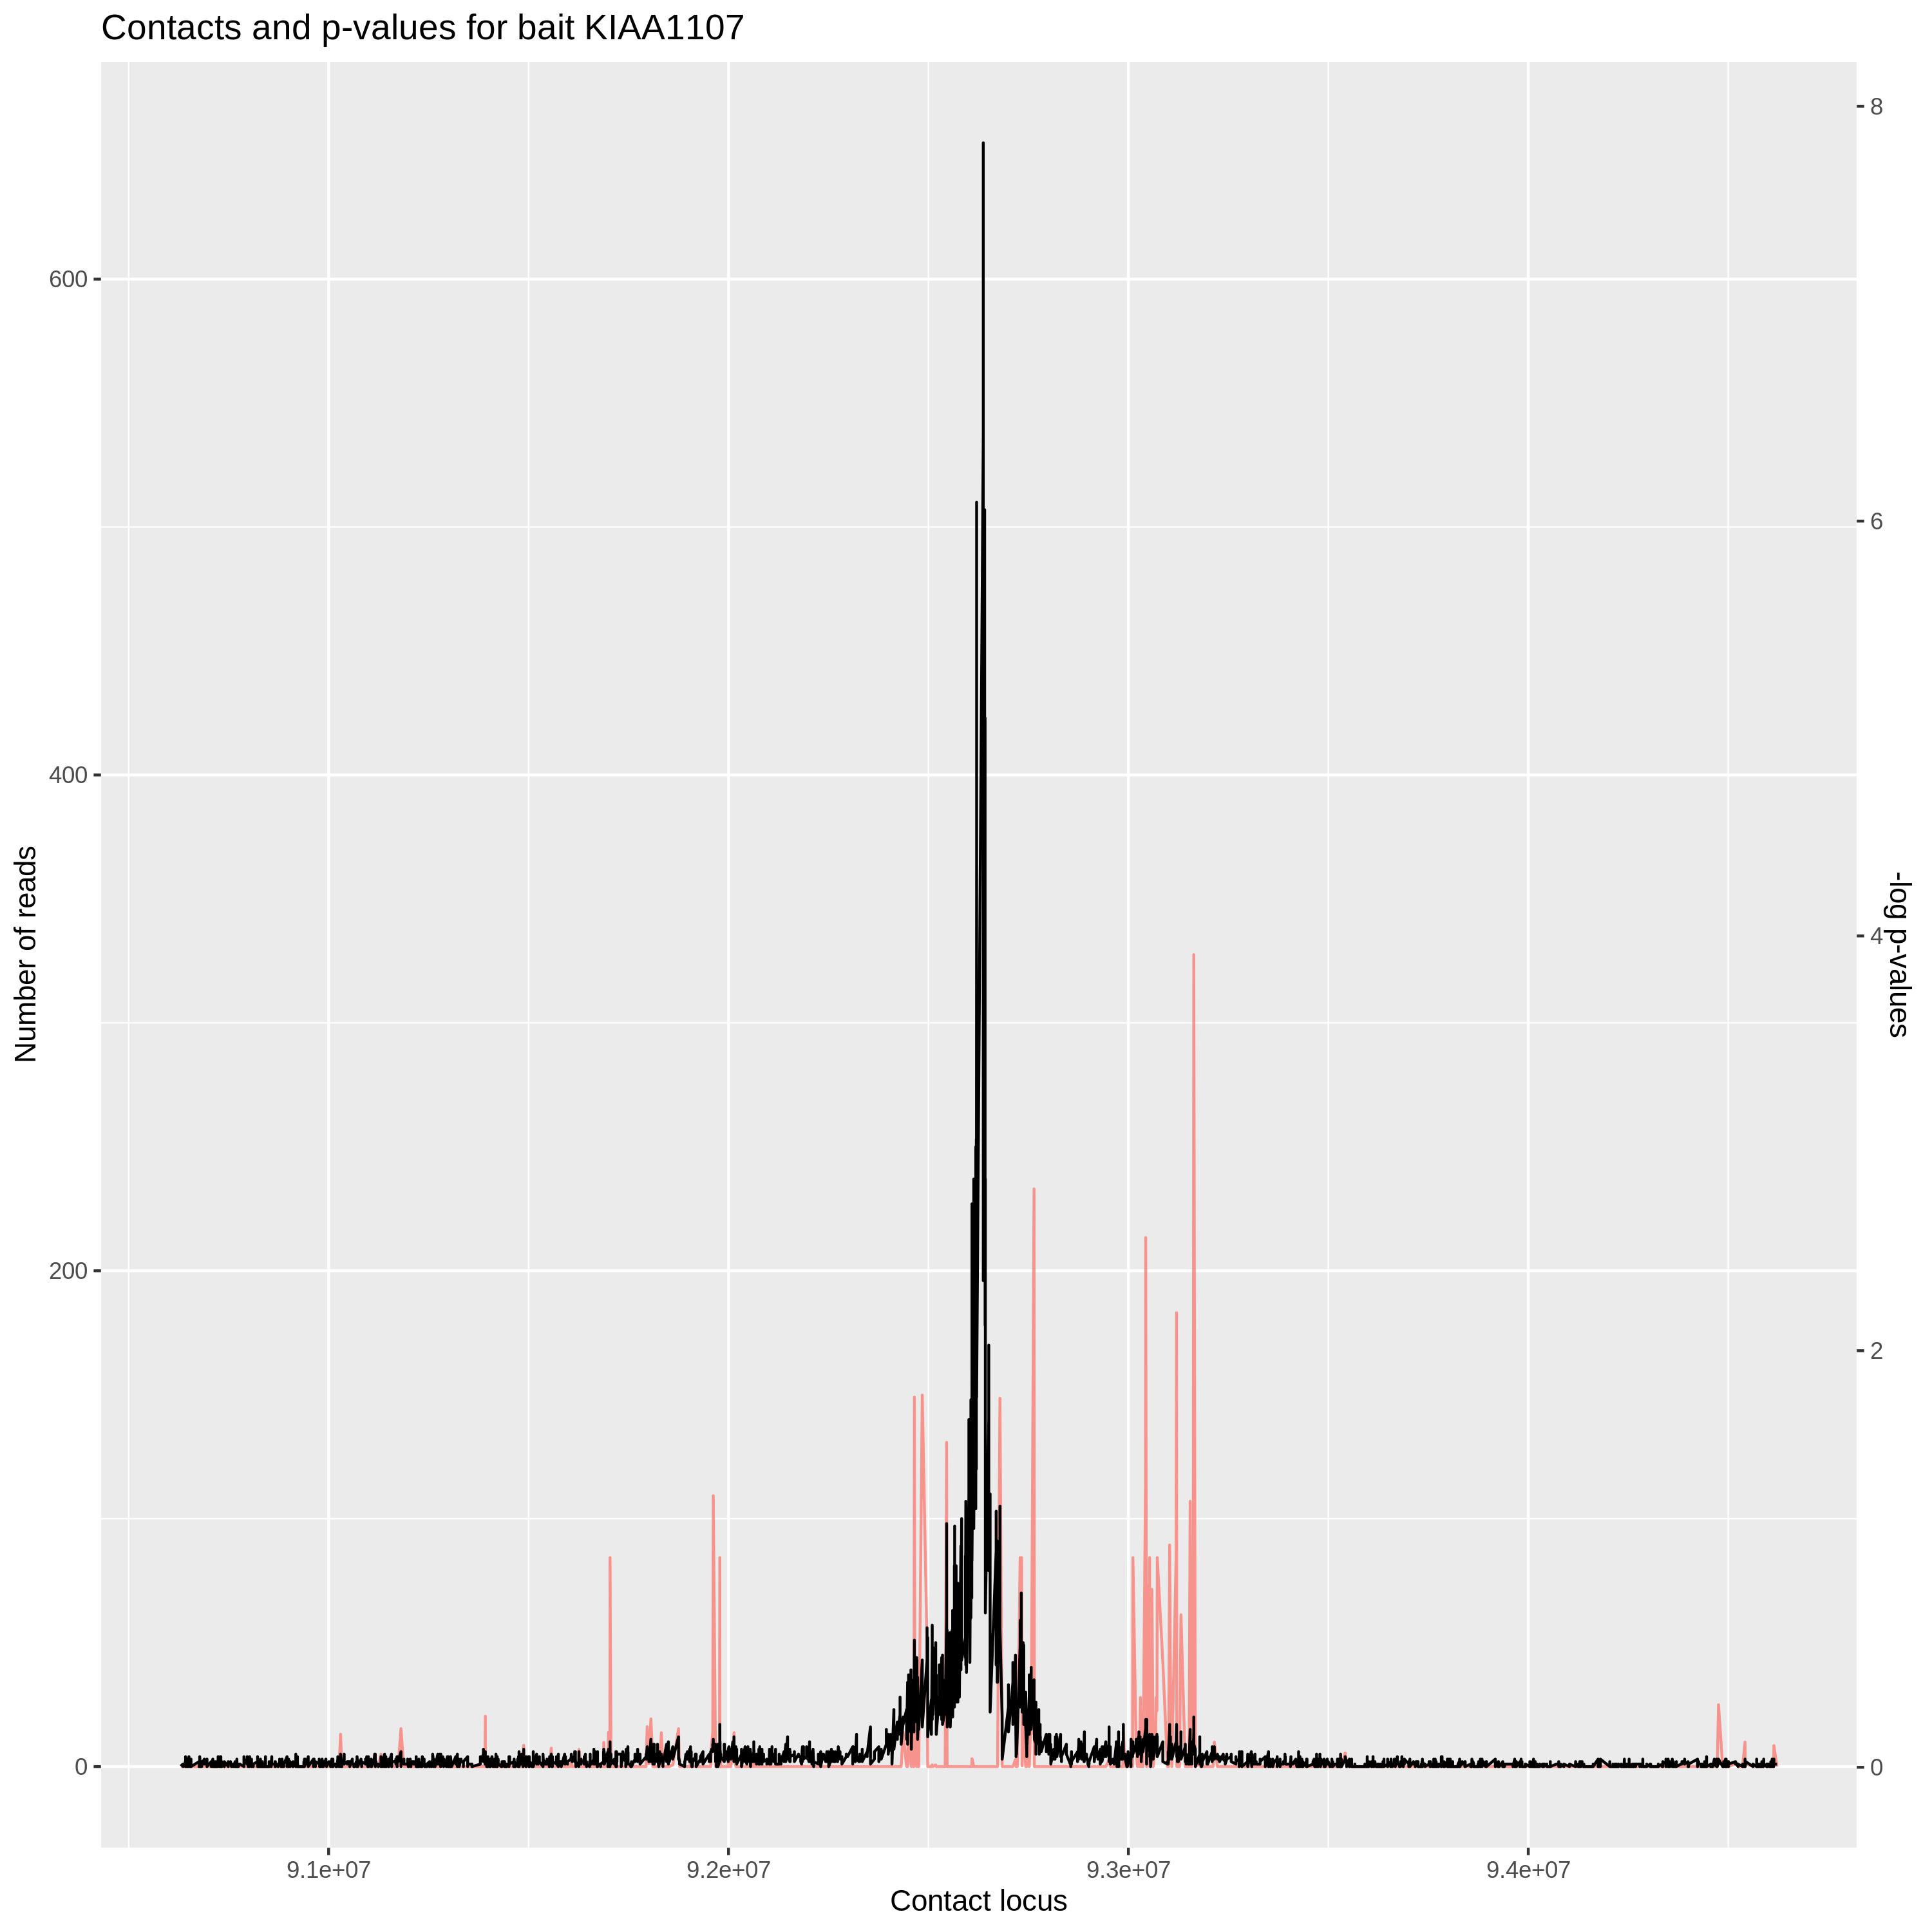 Contacts and p-values for bait KIAA1107
8
600
6
400
4
Number of reads
-log p-values
200
2
0
0
9.1e+07
9.2e+07
9.3e+07
9.4e+07
Contact locus